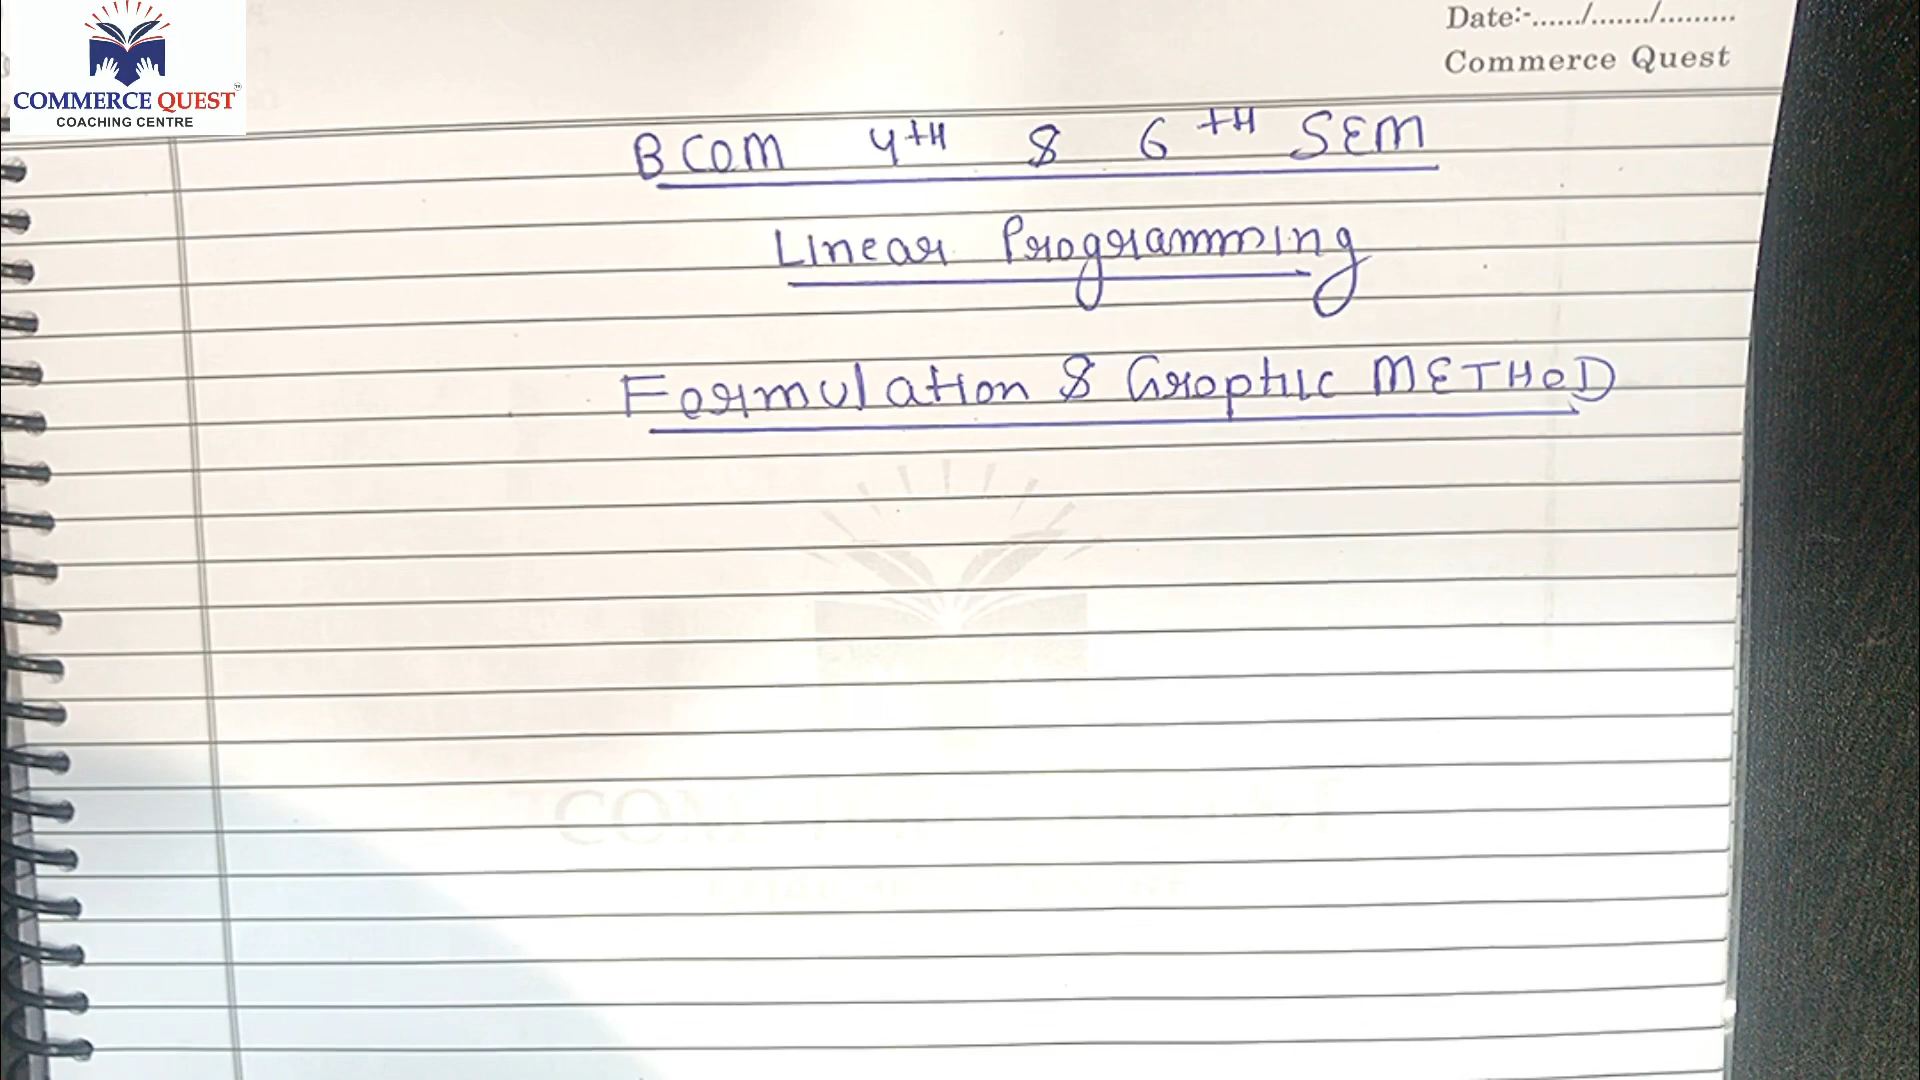 COMMERCE QUEST
COACHING CENTRE
Date:-....../......./.........
Commerce Quest
BCOM 4TH & 6TH SEM
Linear Programming
Formulation & Graphic METHOD